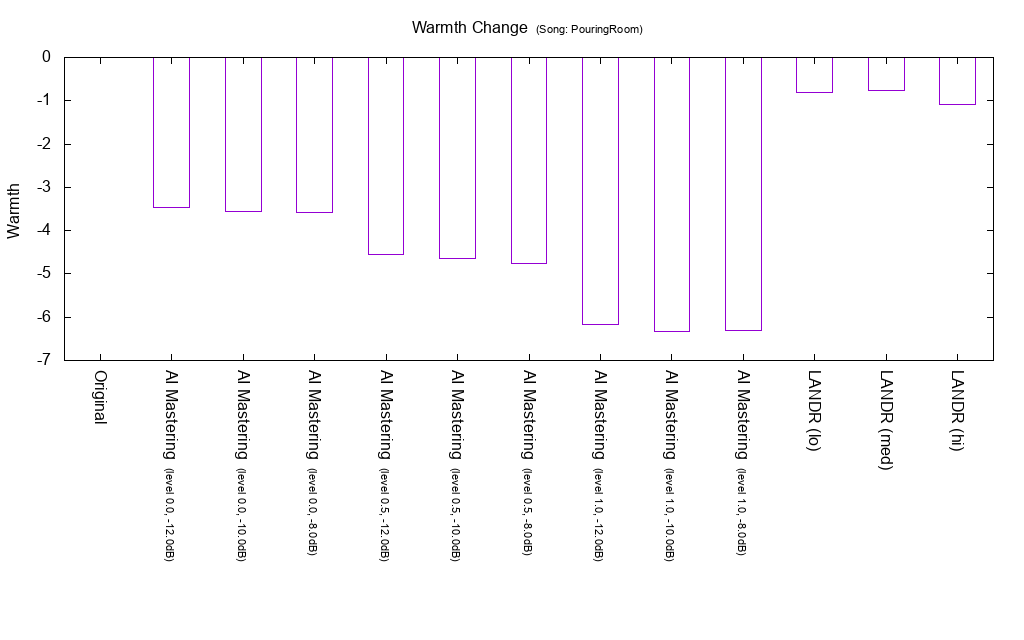 Warmth Change (Song: PouringRoom)
0
-1
-2
-3
-4
-5
-6
-7
Warmth
Original
AI Mastering (level 0.0, -12.0dB)
AI Mastering (level 0.0, -10.0dB)
AI Mastering (level 0.0, -8.0dB)
AI Mastering (level 0.5, -12.0dB)
AI Mastering (level 0.5, -10.0dB)
AI Mastering (level 0.5, -8.0dB)
AI Mastering (level 1.0, -12.0dB)
AI Mastering (level 1.0, -10.0dB)
AI Mastering (level 1.0, -8.0dB)
LANDR (lo)
LANDR (med)
LANDR (hi)